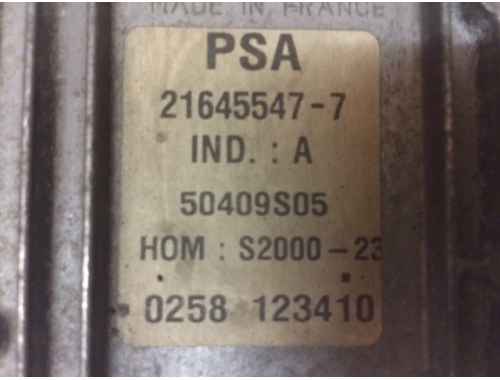 MADE IN FRANCE
PSA
21645547-7
IND. : A
50409S05
HOM : S2000-23
0258 123410